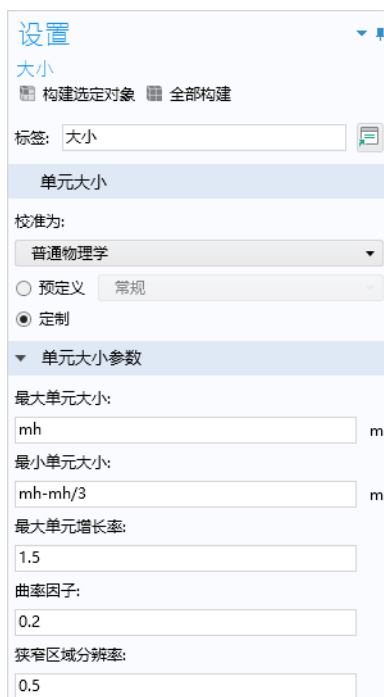 设置
大小
构建选定对象 全部构建
标签: 大小
单元大小
校准为:
普通物理学
预定义 常规
定制
单元大小参数
最大单元大小:
mh m
最小单元大小:
mh-mh/3 m
最大单元增长率:
1.5
曲率因子:
0.2
狭窄区域分辨率:
0.5